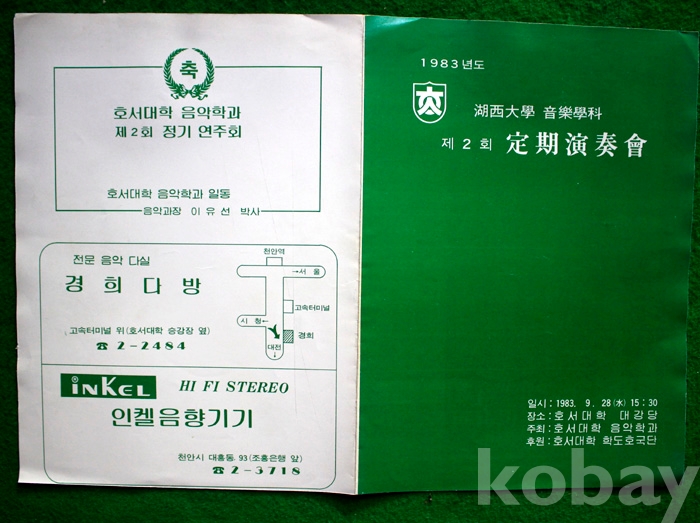 축
호서대학 음악학과
제2회 정기 연주회
호서대학 음악학과 일동
음악과장 이유선 박사
전문 음악 다실
경희다방
고속터미널 위(호서대학 승강장 옆)
☎2-2484
천안역
→서울
고속터미널
시청←
경희
대전
↓
INKEL HI FI STEREO
인켈음향기기
천안시 대흥동. 93(조흥은행 앞)
☎2-3718
1983년도
湖西大學 音樂學科
제2회 定期演奏會
일시 : 1983. 9. 28(水) 15 : 30
장소 : 호서대학 대강당
주최 : 호서대학 음악학과
후원 : 호서대학 학도호국단
kobay